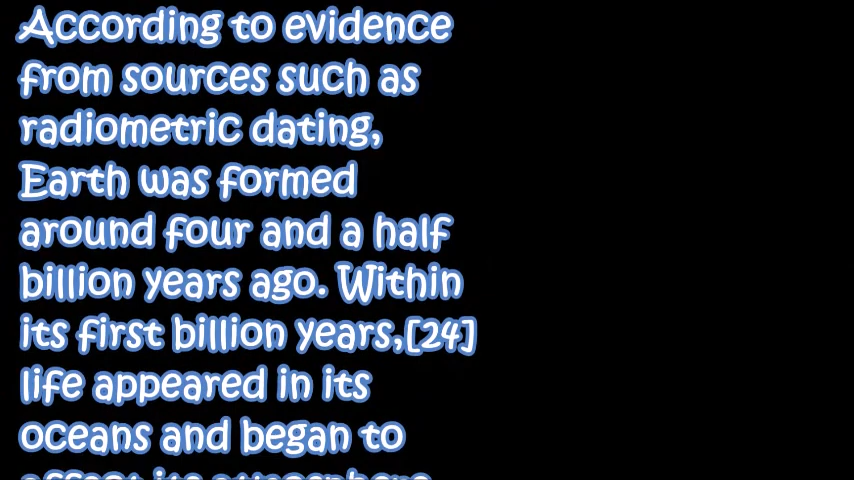 According to evidence
from sources such as
radiometric dating,
Earth was formed
around four and a half
billion years ago. Within
its first billion years,[24]
life appeared in its
oceans and began to